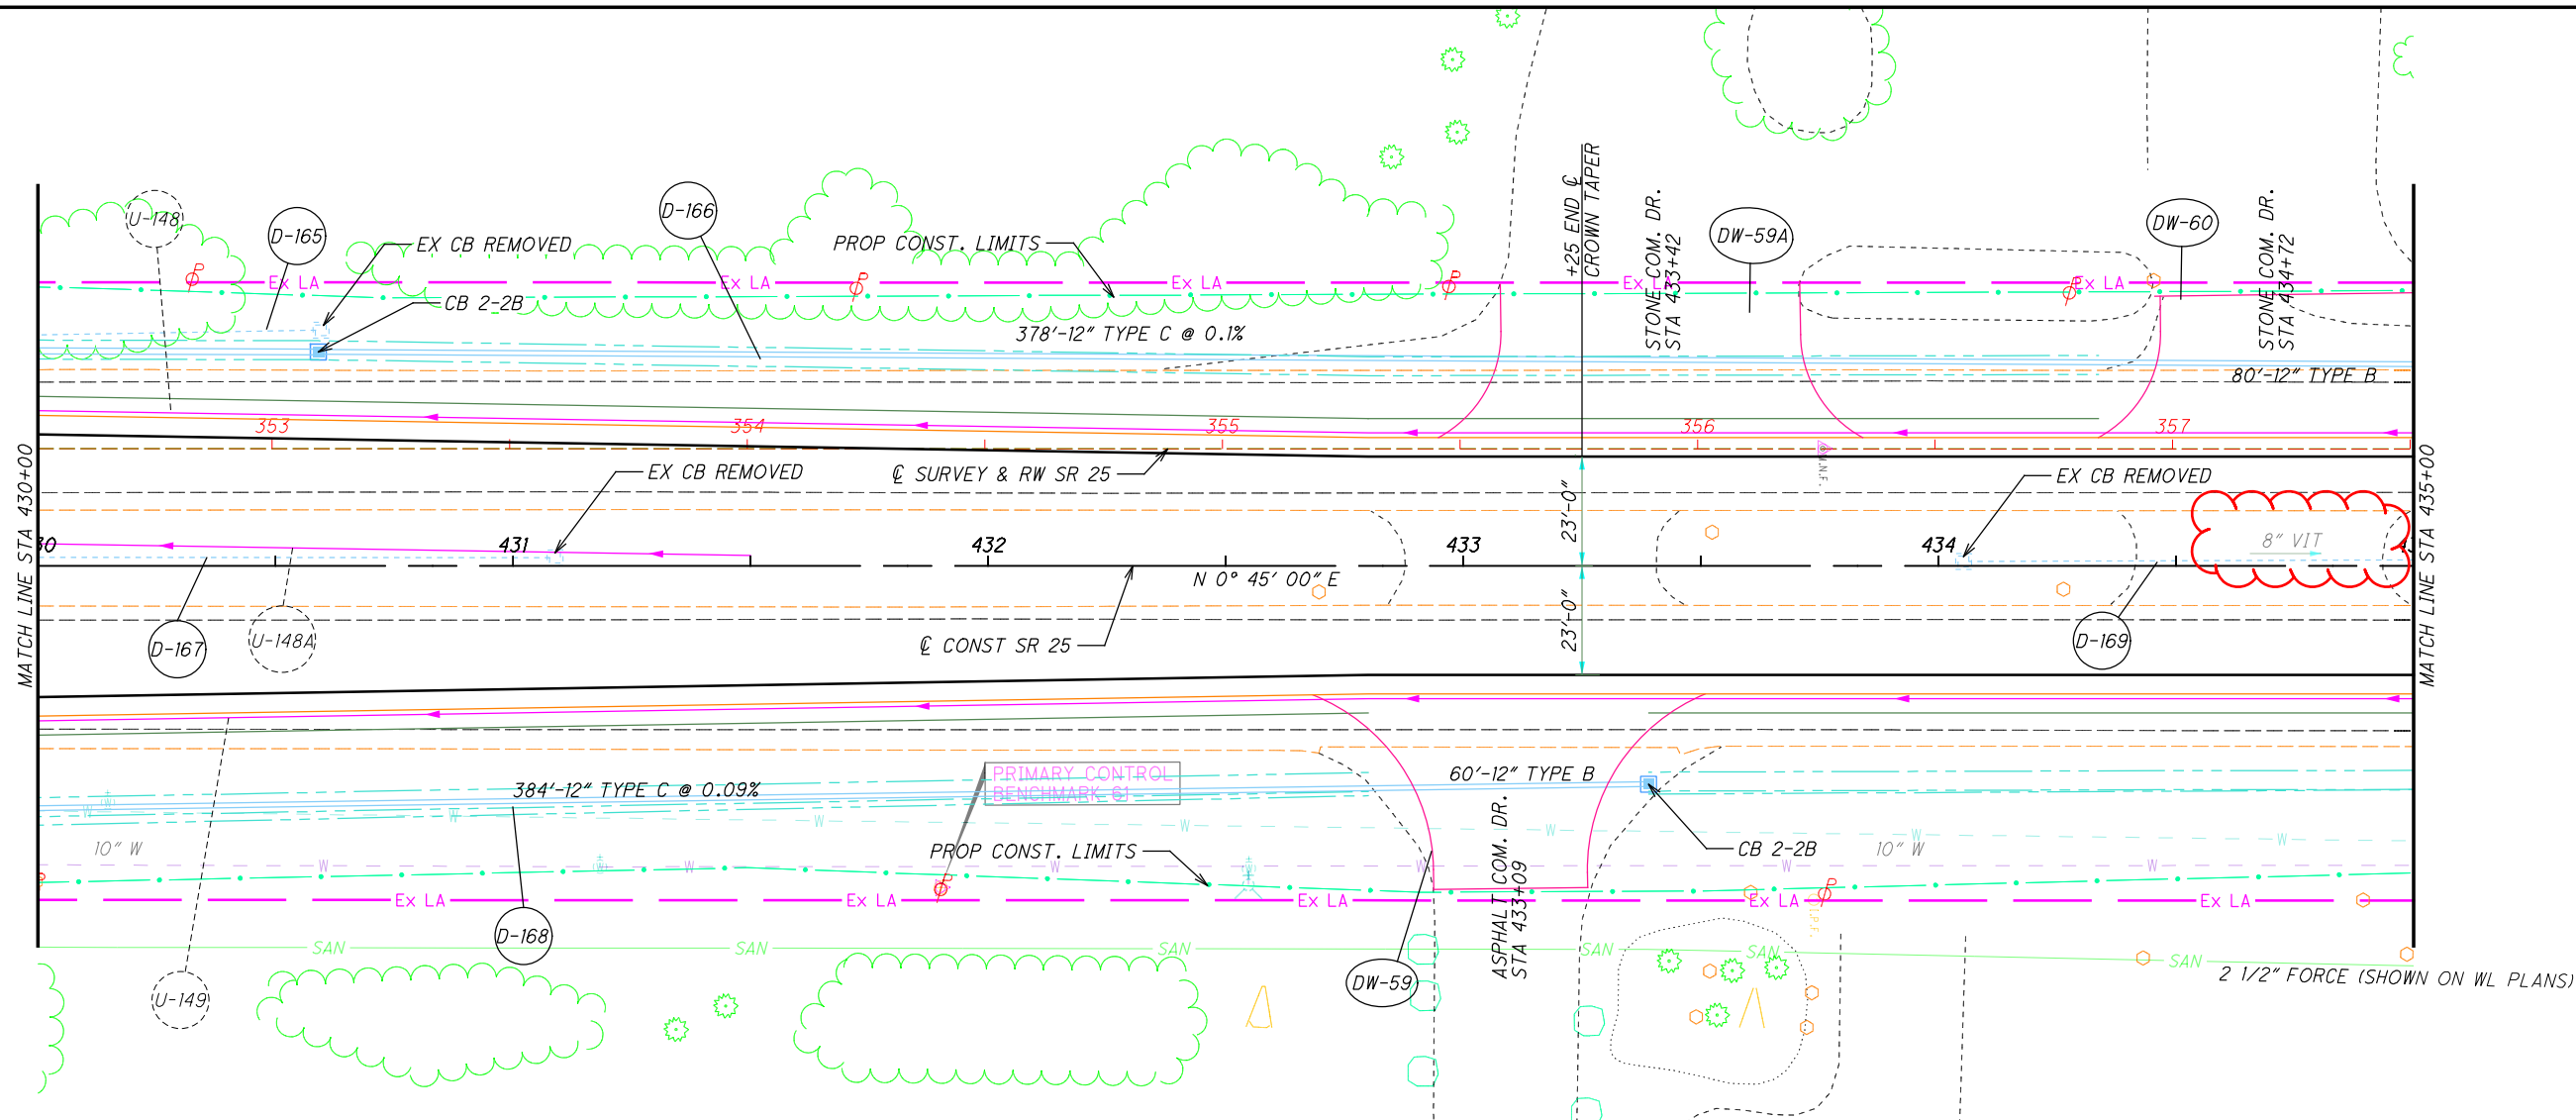 U-148
D-165
EX CB REMOVED
D-166
PROP CONST. LIMITS
+25 END ℄
CROWN TAPER
STONE COM. DR.
STA 433+42
DW-59A
DW-60
STONE COM. DR.
STA 434+72
Ex LA
Ex LA
Ex LA
Ex LA
Ex LA
CB 2-2B
378'-12" TYPE C @ 0.1%
80'-12" TYPE B
353
354
355
356
357
MATCH LINE STA 430+00
EX CB REMOVED
℄ SURVEY & RW SR 25
23'-0"
EX CB REMOVED
MATCH LINE STA 435+00
30
431
432
433
434
8" VIT
N 0° 45' 00" E
23'-0"
D-167
U-148A
℄ CONST SR 25
D-169
PRIMARY CONTROL
BENCHMARK 61
60'-12" TYPE B
384'-12" TYPE C @ 0.09%
W
W
W
W
W
W
W
10" W
PROP CONST. LIMITS
CB 2-2B
10" W
W
W
W
W
W
ASPHALT COM. DR.
STA 433+09
Ex LA
Ex LA
Ex LA
Ex LA
Ex LA
D-168
SAN
SAN
SAN
SAN
SAN
SAN
2 1/2" FORCE (SHOWN ON WL PLANS)
DW-59
U-149